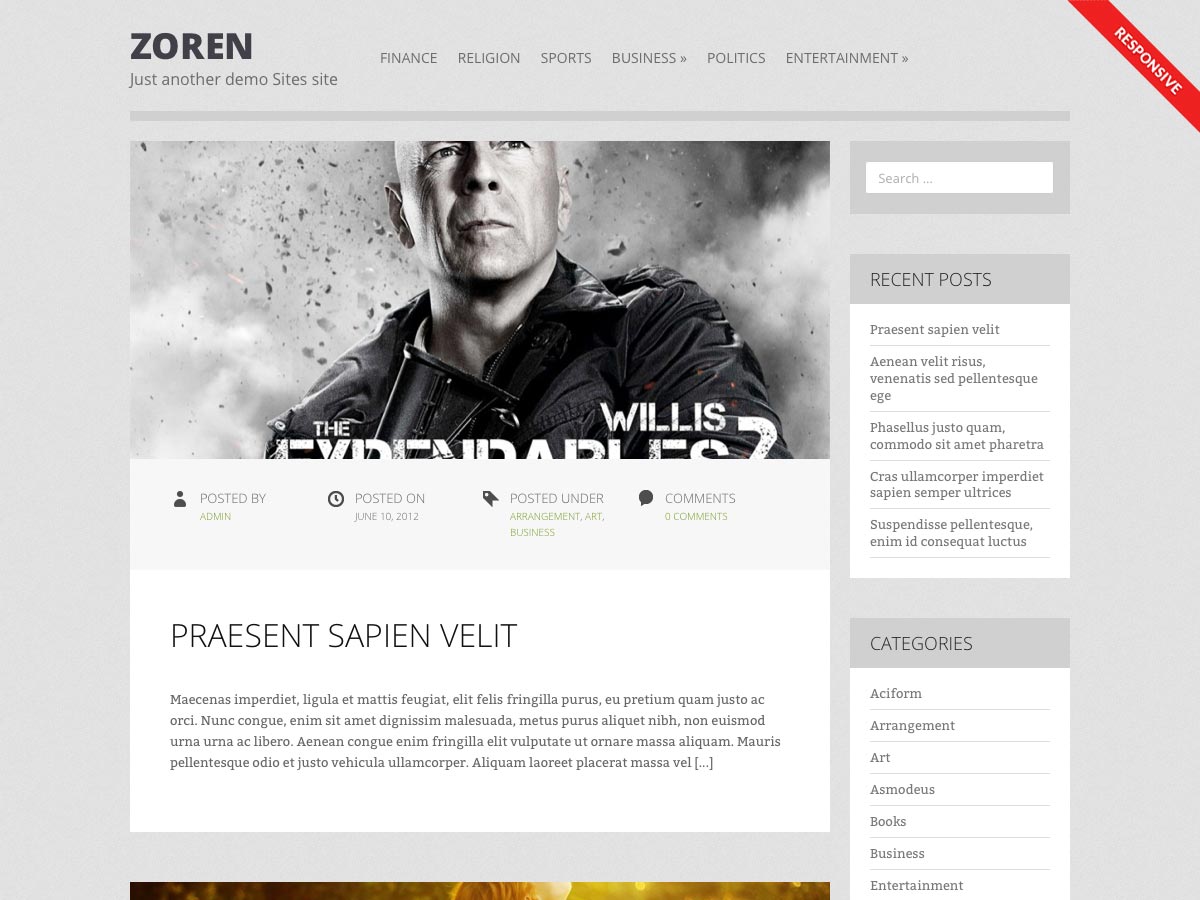 ZOREN
Just another demo Sites site
FINANCE RELIGION SPORTS BUSINESS » POLITICS ENTERTAINMENT »
RESPONSIVE
WILLIS
THE
EXPENDABLES 2
POSTED BY
ADMIN
POSTED ON
JUNE 10, 2012
POSTED UNDER
ARRANGEMENT, ART,
BUSINESS
COMMENTS
0 COMMENTS
PRAESENT SAPIEN VELIT
Maecenas imperdiet, ligula et mattis feugiat, elit felis fringilla purus, eu pretium quam justo ac
orci. Nunc congue, enim sit amet dignissim malesuada, metus purus aliquet nibh, non euismod
urna urna ac libero. Aenean congue enim fringilla elit vulputate ut ornare massa aliquam. Mauris
pellentesque odio et justo vehicula ullamcorper. Aliquam laoreet placerat massa vel [...]
Search ...
RECENT POSTS
Praesent sapien velit
Aenean velit risus,
venenatis sed pellentesque
ege
Phasellus justo quam,
commodo sit amet pharetra
Cras ullamcorper imperdiet
sapien semper ultrices
Suspendisse pellentesque,
enim id consequat luctus
CATEGORIES
Aciform
Arrangement
Art
Asmodeus
Books
Business
Entertainment